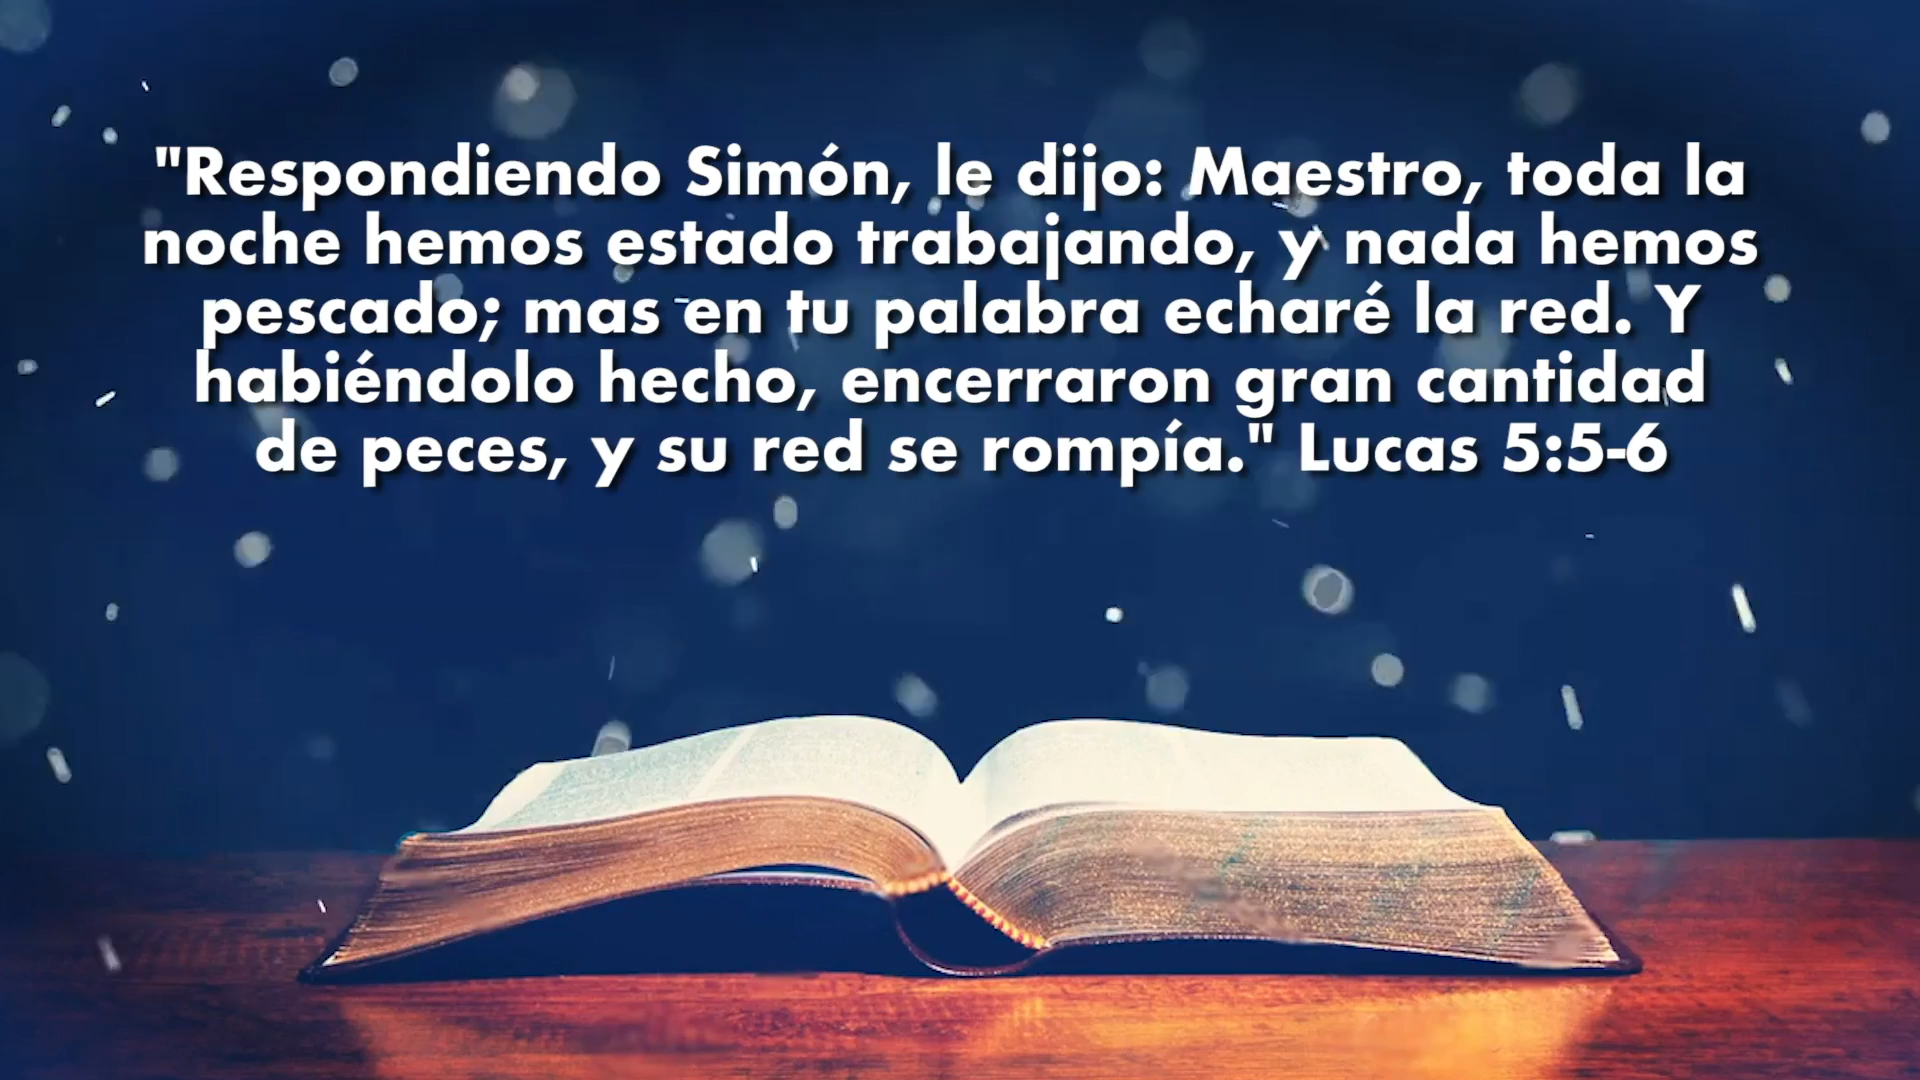 "Respondiendo Simón, le dijo: Maestro, toda la
noche hemos estado trabajando, y nada hemos
pescado; mas en tu palabra echaré la red. Y
habiéndolo hecho, encerraron gran cantidad
de peces, y su red se rompía." Lucas 5:5-6